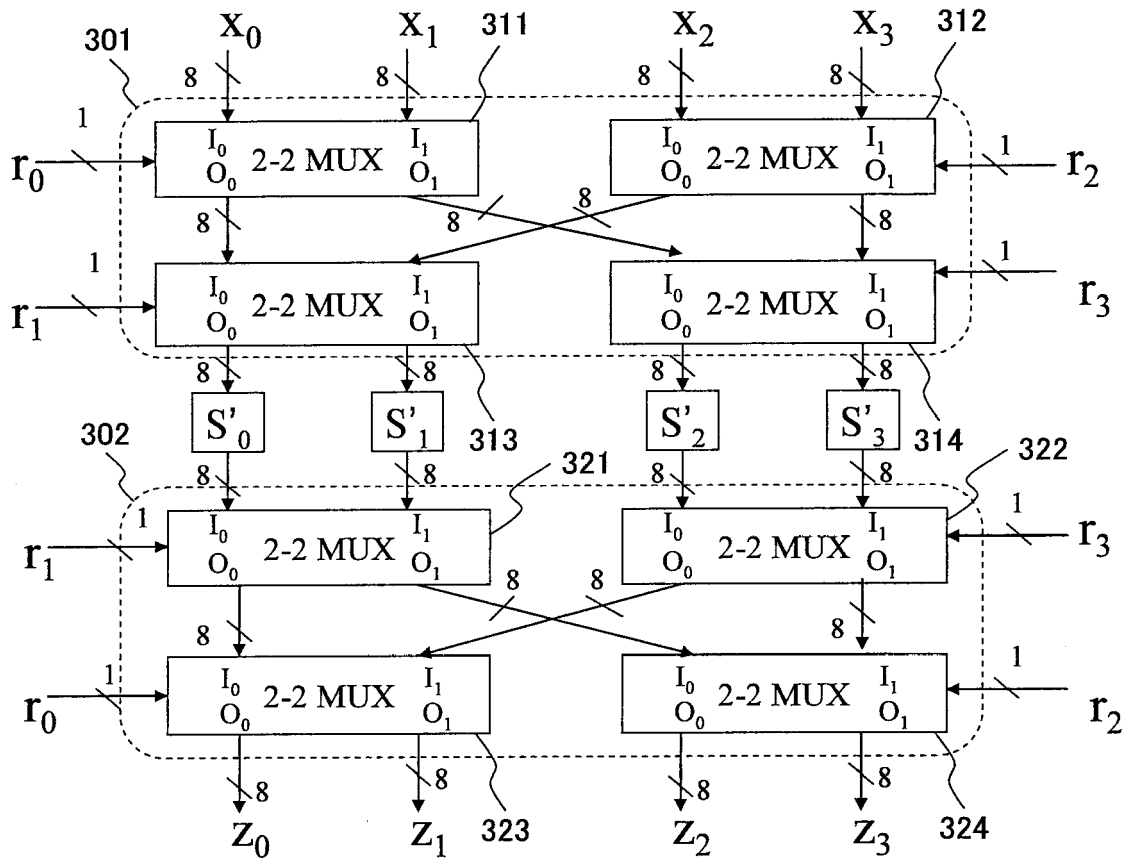 301 x0 x1 311 x2 x3 312
8 8 8 8
1 I0 2-2 MUX I1 I0 2-2 MUX I1 1
r0 O0 O1 O0 O1 r2
8 8 8 8
1 I0 2-2 MUX I1 I0 2-2 MUX I1 1
r1 O0 O1 O0 O1 r3
8 8 8 8
S'0 S'1 313 S'2 S'3 314
302 8 8 321 8 8 322
1 I0 2-2 MUX I1 I0 2-2 MUX I1 1
r1 O0 O1 O0 O1 r3
8 8 8 8
1 I0 2-2 MUX I1 I0 2-2 MUX I1 1
r0 O0 O1 O0 O1 r2
8 8 8 8
z0 z1 323 z2 z3 324